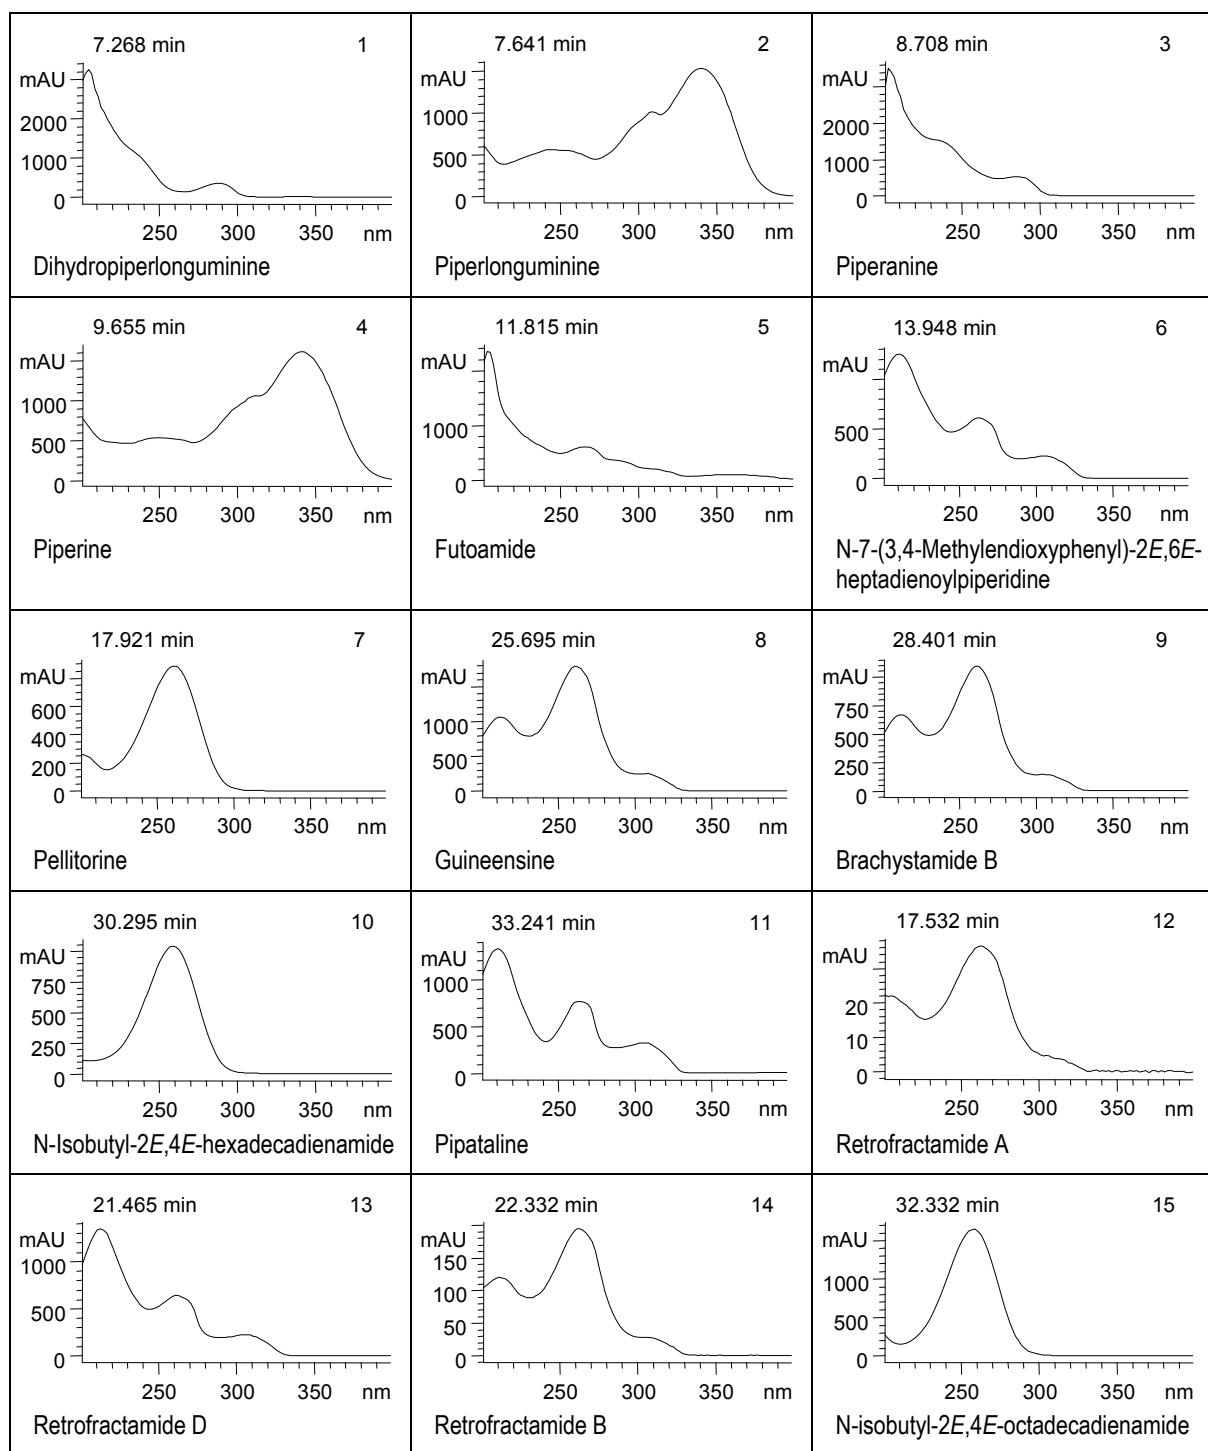 7.268 min 1
mAU
2000
1000
0
250 300 350 nm
Dihydropiperlonguminine
7.641 min 2
mAU
1000
500
0
250 300 350 nm
Piperlonguminine
8.708 min 3
mAU
2000
1000
0
250 300 350 nm
Piperanine
9.655 min 4
mAU
1000
500
0
250 300 350 nm
Piperine
11.815 min 5
mAU
1000
0
250 300 350 nm
Futoamide
13.948 min 6
mAU
500
0
250 300 350 nm
N-7-(3,4-Methylendioxyphenyl)-2E,6E-
heptadienoylpiperidine
17.921 min 7
mAU
600
400
200
0
250 300 350 nm
Pellitorine
25.695 min 8
mAU
1000
500
0
250 300 350 nm
Guineensine
28.401 min 9
mAU
750
500
250
0
250 300 350 nm
Brachystamide B
30.295 min 10
mAU
750
500
250
0
250 300 350 nm
N-Isobutyl-2E,4E-hexadecadienamide
33.241 min 11
mAU
1000
500
0
250 300 350 nm
Pipataline
17.532 min 12
mAU
20
10
0
250 300 350 nm
Retrofractamide A
21.465 min 13
mAU
1000
500
0
250 300 350 nm
Retrofractamide D
22.332 min 14
mAU
150
100
50
0
250 300 350 nm
Retrofractamide B
32.332 min 15
mAU
1000
500
0
250 300 350 nm
N-isobutyl-2E,4E-octadecadienamide